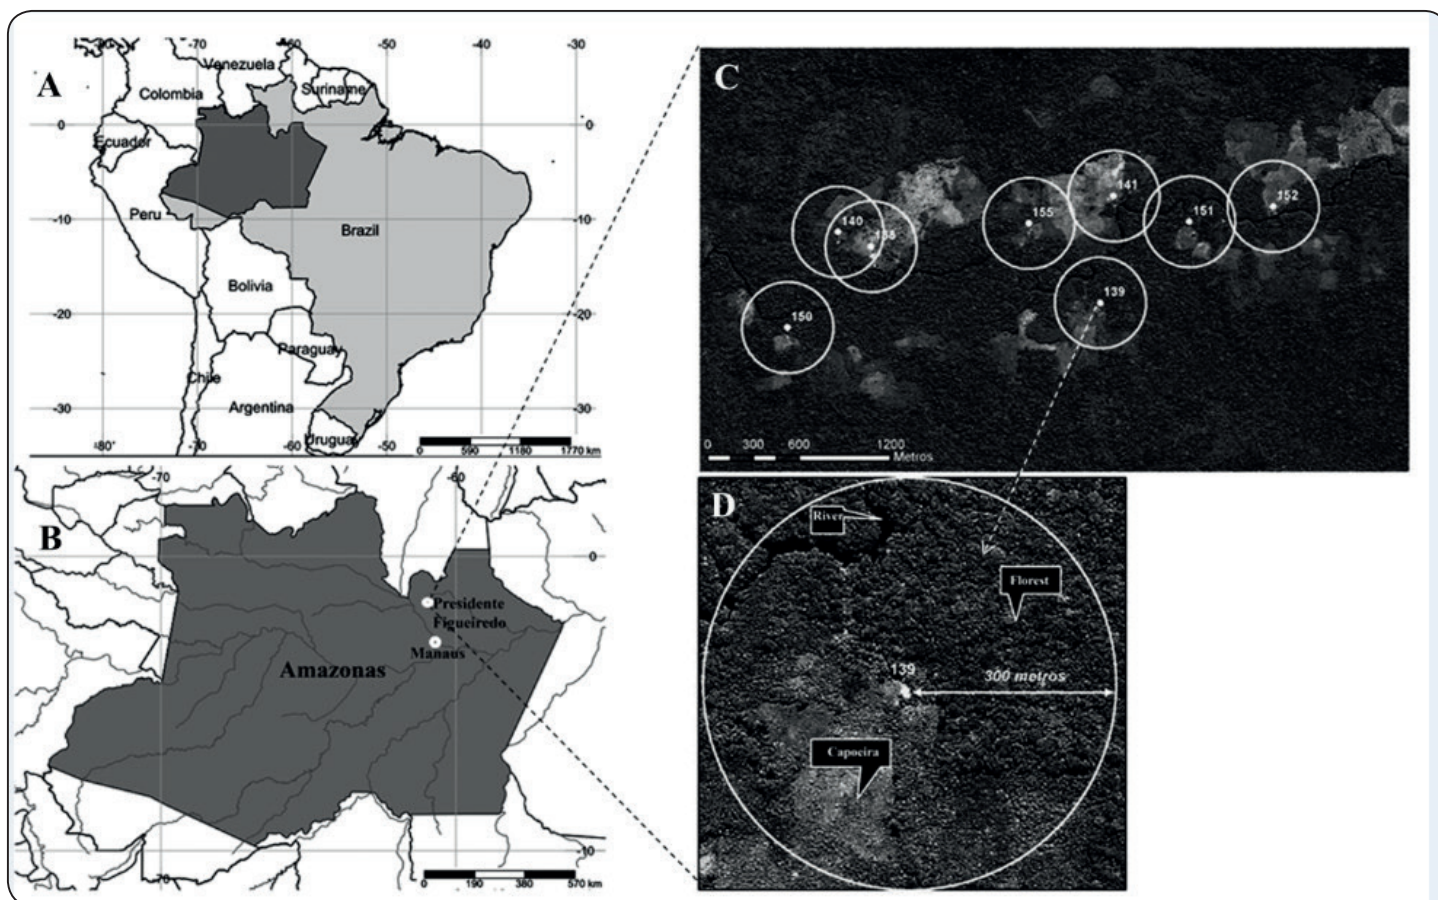 -70 -60 -50 -40 -30
A
Venezuela
Suriname
Colombia
0 0
Ecuador
Peru
-10 -10
Brazil
Bolivia
-20 -20
Paraguay
Chile
Argentina
-30 -30
Uruguay
-70 -60 -50 -40 -30
0 590 1180 1770 km
B
-70 -60
0
Presidente
Figueiredo
Manaus
Amazonas
-10
-70
0 190 380 570 km
C
140
155
141
151
152
139
150
0 300 600 1200
Metros
D
River
Florest
139
300 metros
Capoeira